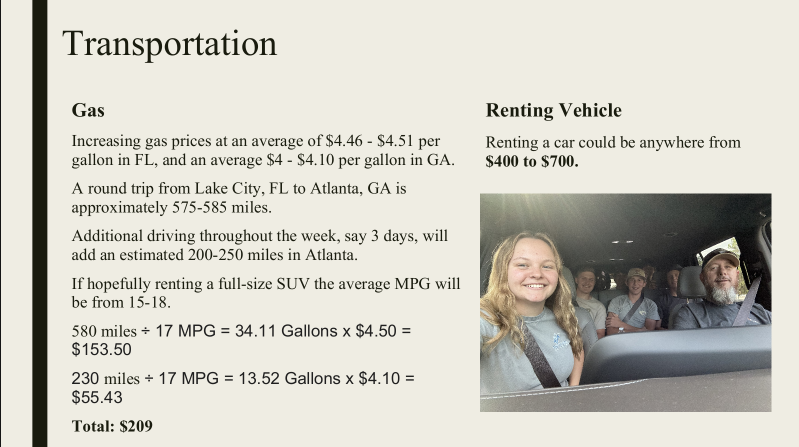 Transportation
Gas
Increasing gas prices at an average of $4.46 - $4.51 per
gallon in FL, and an average $4 - $4.10 per gallon in GA.
A round trip from Lake City, FL to Atlanta, GA is
approximately 575-585 miles.
Additional driving throughout the week, say 3 days, will
add an estimated 200-250 miles in Atlanta.
If hopefully renting a full-size SUV the average MPG will
be from 15-18.
580 miles ÷ 17 MPG = 34.11 Gallons x $4.50 =
$153.50
230 miles ÷ 17 MPG = 13.52 Gallons x $4.10 =
$55.43
Total: $209
Renting Vehicle
Renting a car could be anywhere from
$400 to $700.